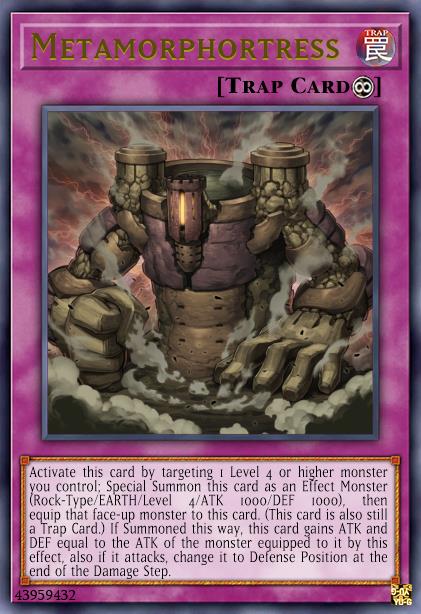 METAMORPHORTRESS
TRAP
罠
[TRAP CARD♾]
Activate this card by targeting 1 Level 4 or higher monster
you control; Special Summon this card as an Effect Monster
(Rock-Type/EARTH/Level 4/ATK 1000/DEF 1000), then
equip that face-up monster to this card. (This card is also still
a Trap Card.) If Summoned this way, this card gains ATK and
DEF equal to the ATK of the monster equipped to it by this
effect, also if it attacks, change it to Defense Position at the
end of the Damage Step.
43959432